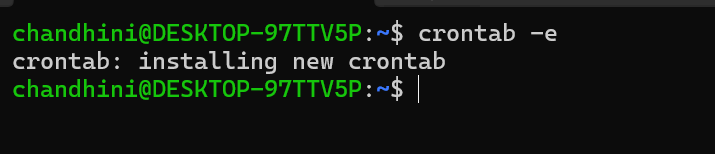 chandhini@DESKTOP-97TTV5P:~$ crontab -e
crontab: installing new crontab
chandhini@DESKTOP-97TTV5P:~$